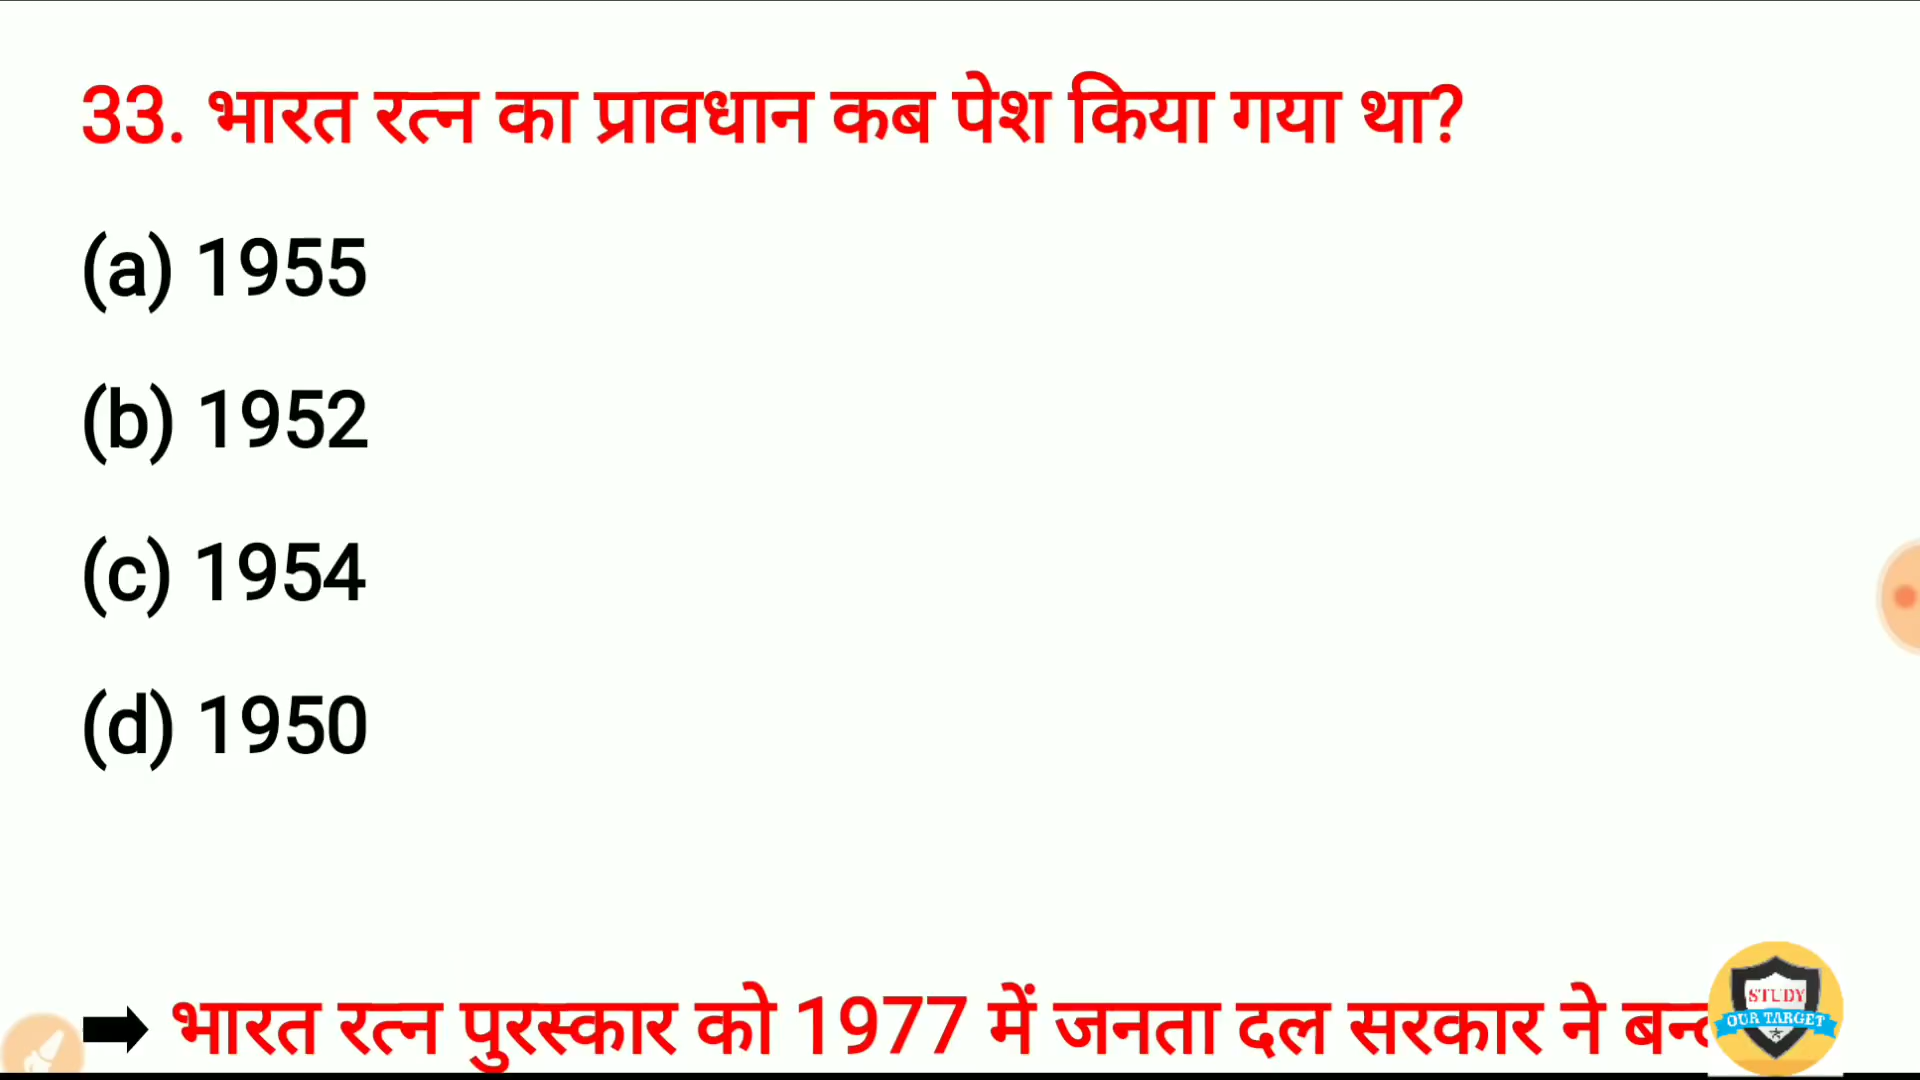 33. भारत रत्न का प्रावधान कब पेश किया गया था?
(a) 1955
(b) 1952
(c) 1954
(d) 1950
➡ भारत रत्न पुरस्कार को 1977 में जनता दल सरकार ने
STUDY
OUR TARGET